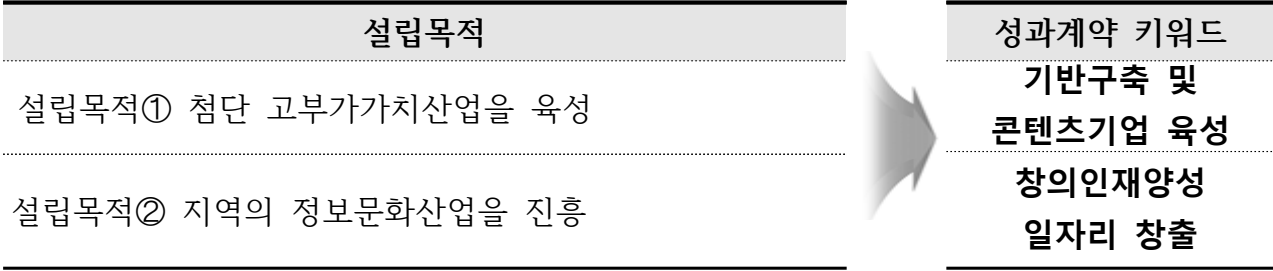 설립목적
설립목적① 첨단 고부가가치산업을 육성
설립목적② 지역의 정보문화산업을 진흥
성과계약 키워드
기반구축 및
콘텐츠기업 육성
창의인재양성
일자리 창출